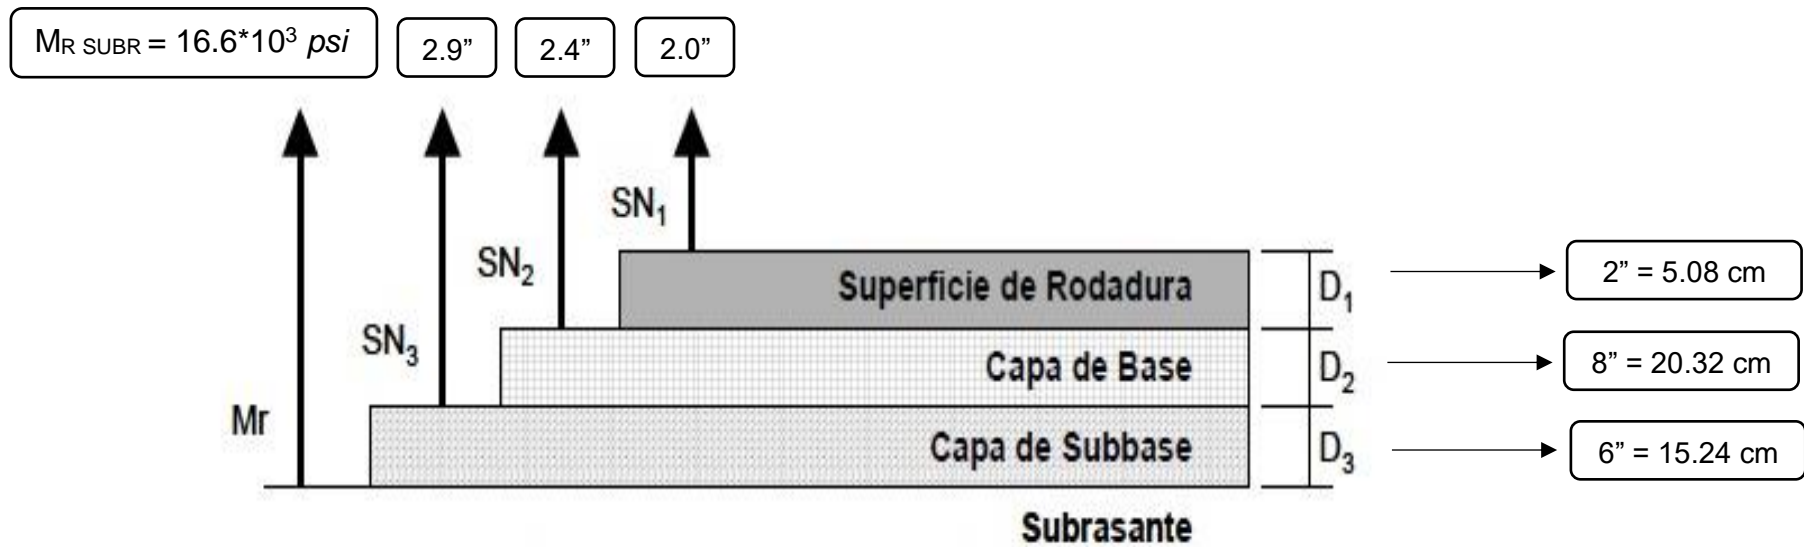 MR SUBR = 16.6*10³ psi
2.9”
2.4”
2.0”
SN₁
SN₂
SN₃
Mr
Superficie de Rodadura
Capa de Base
Capa de Subbase
Subrasante
D₁
D₂
D₃
2” = 5.08 cm
8” = 20.32 cm
6” = 15.24 cm